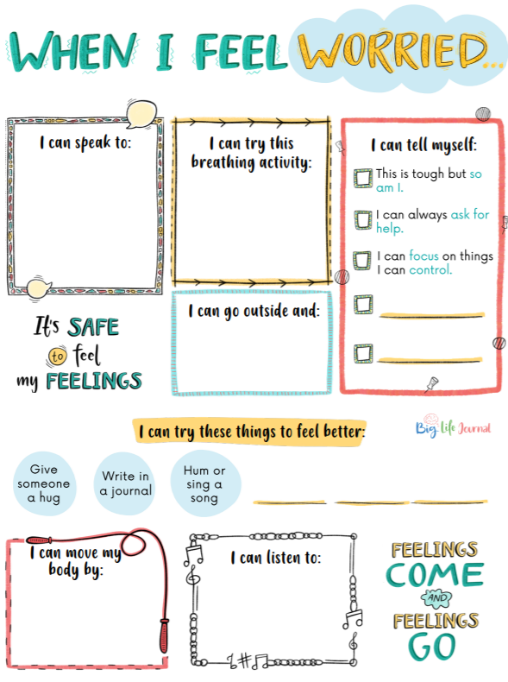 WHEN I FEEL WORRIED...
I can speak to:
I can try this
breathing activity:
I can tell myself:
This is tough but so
am I.
I can always ask for
help.
I can focus on things
I can control.
I can go outside and:
It's SAFE
to feel
my FEELINGS
I can try these things to feel better:
Big Life Journal
Give
someone
a hug
Write in
a journal
Hum or
sing a
song
I can move my
body by:
I can listen to:
FEELINGS
COME
AND
FEELINGS
GO